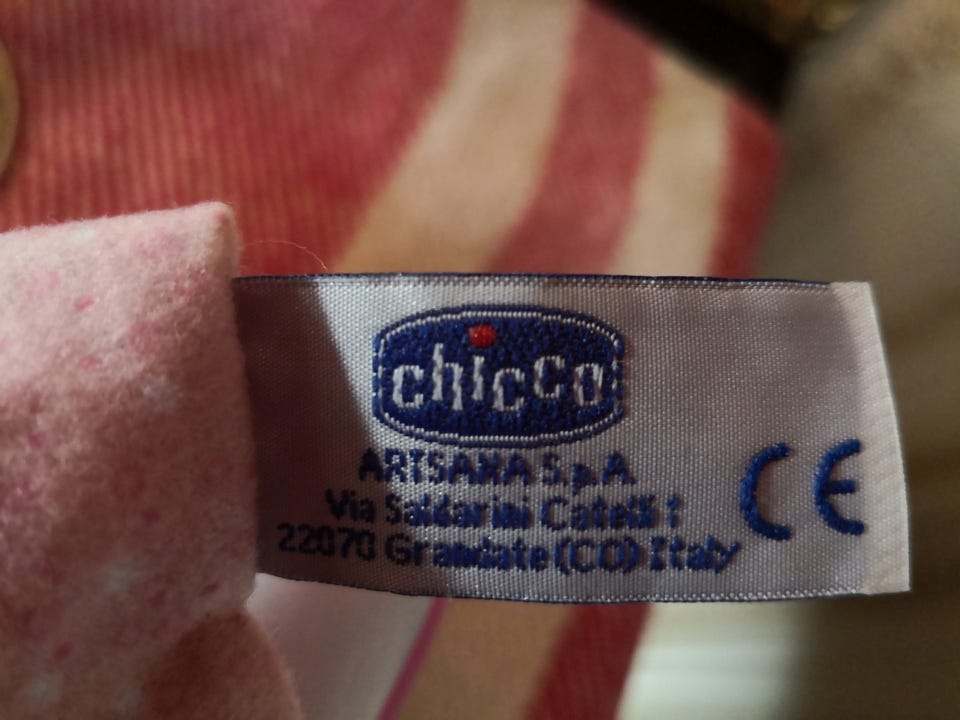 chicco
ARTSANA S.p.A.
Via Saldarini Catelli 1
22070 Grandate (CO) Italy
CE